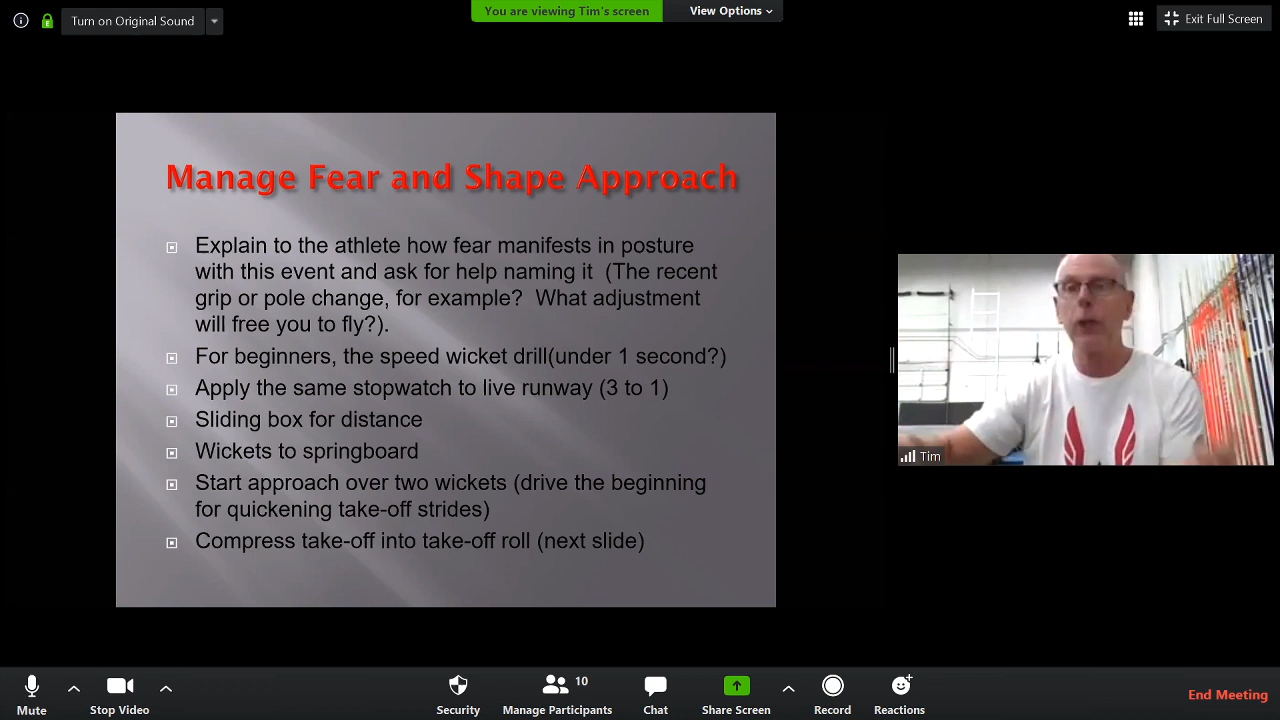 Turn on Original Sound
You are viewing Tim's screen
View Options
Exit Full Screen
Manage Fear and Shape Approach
Explain to the athlete how fear manifests in posture
with this event and ask for help naming it (The recent
grip or pole change, for example? What adjustment
will free you to fly?).
For beginners, the speed wicket drill(under 1 second?)
Apply the same stopwatch to live runway (3 to 1)
Sliding box for distance
Wickets to springboard
Start approach over two wickets (drive the beginning
for quickening take-off strides)
Compress take-off into take-off roll (next slide)
Tim
Mute
Stop Video
Security
Manage Participants
10
Chat
Share Screen
Record
Reactions
End Meeting